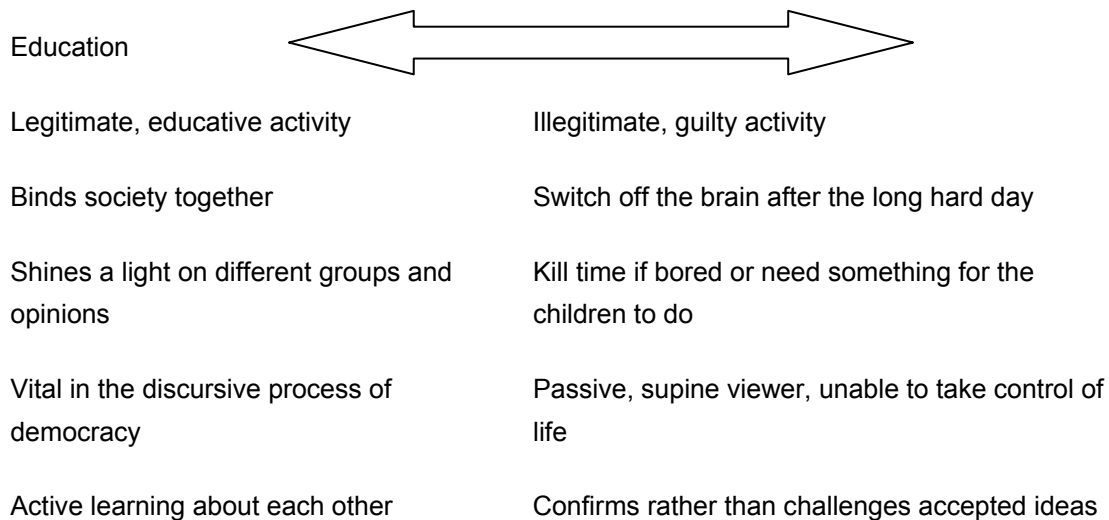 Education
Legitimate, educative activity
Illegitimate, guilty activity
Binds society together
Switch off the brain after the long hard day
Shines a light on different groups and
opinions
Kill time if bored or need something for the
children to do
Vital in the discursive process of
democracy
Passive, supine viewer, unable to take control of
life
Active learning about each other
Confirms rather than challenges accepted ideas